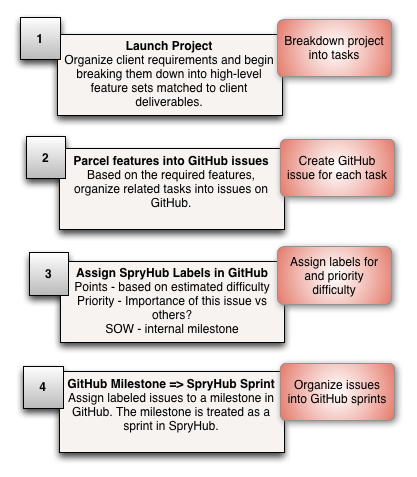 1
Launch Project
Organize client requirements and begin
breaking them down into high-level
feature sets matched to client
deliverables.
Breakdown project
into tasks
2
Parcel features into GitHub issues
Based on the required features,
organize related tasks into issues on
GitHub.
Create GitHub
issue for each task
3
Assign SpryHub Labels in GitHub
Points - based on estimated difficulty
Priority - Importance of this issue vs
others?
SOW - internal milestone
Assign labels for
and priority
difficulty
4
GitHub Milestone => SpryHub Sprint
Assign labeled issues to a milestone in
GitHub. The milestone is treated as a
sprint in SpryHub.
Organize issues
into GitHub sprints